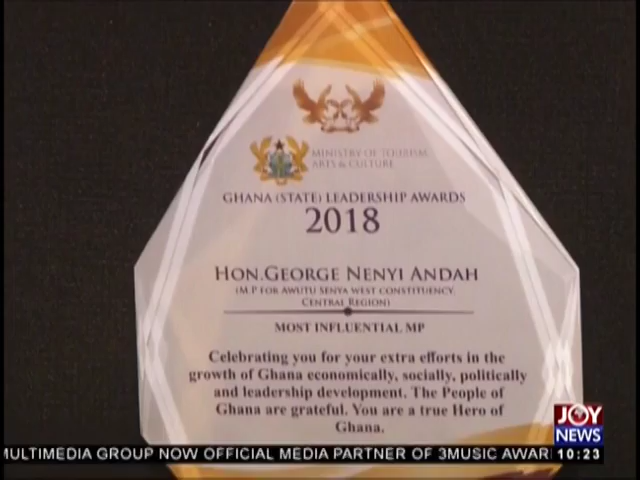 MINISTRY OF TOURISM
ARTS & CULTURE
GHANA (STATE) LEADERSHIP AWARDS
2018
HON.GEORGE NENYI ANDAH
(M.P FOR AWUTU SENYA WEST CONSTITUENCY,
CENTRAL REGION)
MOST INFLUENTIAL MP
Celebrating you for your extra efforts in the
growth of Ghana economically, socially, politically
and leadership development. The People of
Ghana are grateful. You are a true Hero of
Ghana.
JOY
NEWS
MULTIMEDIA GROUP NOW OFFICIAL MEDIA PARTNER OF 3MUSIC AWAR 10:23